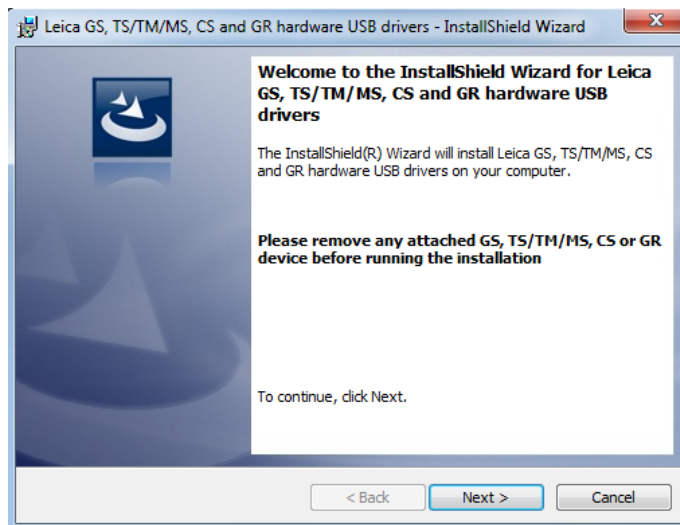 Leica GS, TS/TM/MS, CS and GR hardware USB drivers - InstallShield Wizard
Welcome to the InstallShield Wizard for Leica
GS, TS/TM/MS, CS and GR hardware USB
drivers
The InstallShield(R) Wizard will install Leica GS, TS/TM/MS, CS
and GR hardware USB drivers on your computer.
Please remove any attached GS, TS/TM/MS, CS or GR
device before running the installation
To continue, click Next.
< Back Next > Cancel